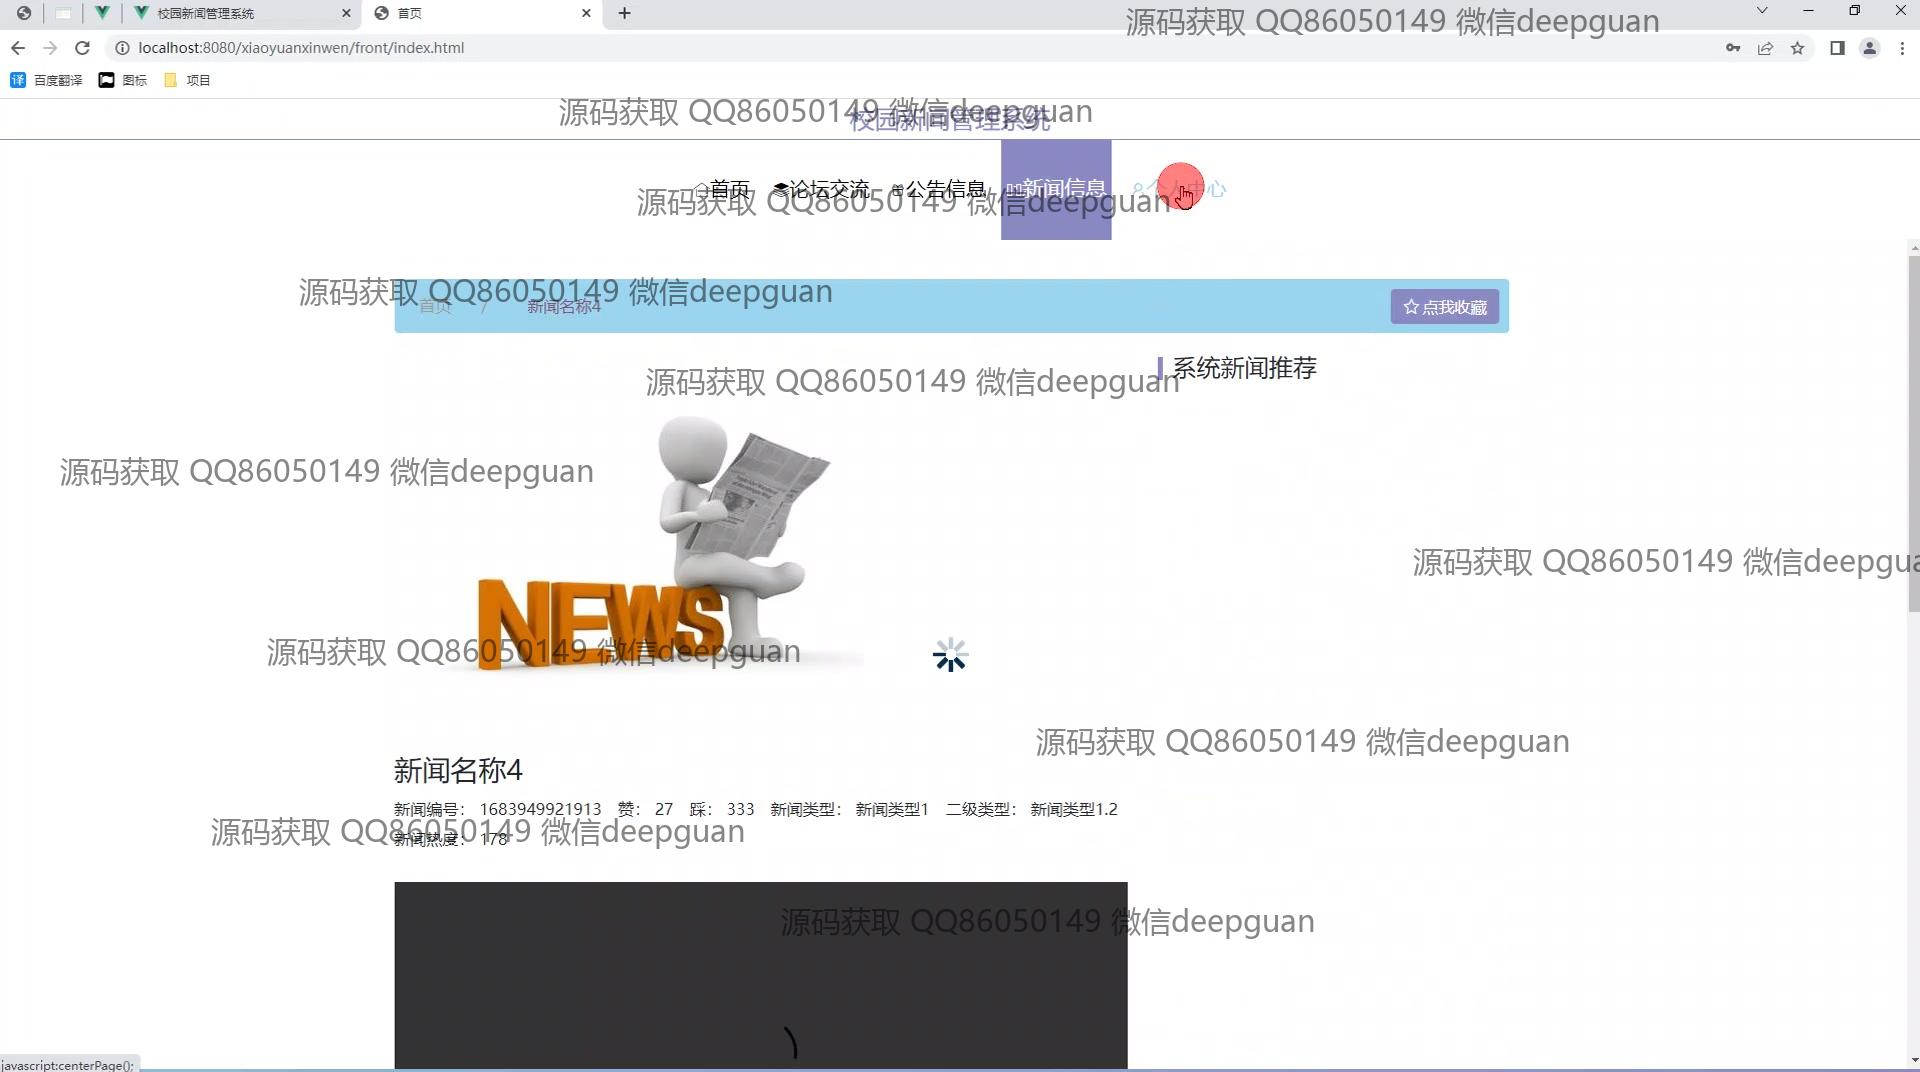 校园新闻管理系统
首页
源码获取 QQ86050149 微信deepguan
localhost:8080/xiaoyuanxinwen/front/index.html
译 百度翻译 图标 项目
源码获取 QQ86050149 微信deepguan
校园新闻管理系统
首页 论坛交流 公告信息 新闻信息 个人中心
源码获取 QQ86050149 微信deepguan
源码获取 QQ86050149 微信deepguan
首页 / 新闻名称4 点我收藏
系统新闻推荐
源码获取 QQ86050149 微信deepguan
源码获取 QQ86050149 微信deepguan
源码获取 QQ86050149 微信deepgua
NEWS
源码获取 QQ86050149 微信deepguan
源码获取 QQ86050149 微信deepguan
新闻名称4
新闻编号： 1683949921913 赞： 27 踩： 333 新闻类型： 新闻类型1 二级类型： 新闻类型1.2
源码获取 QQ86050149 微信deepguan
新闻热度： 178
源码获取 QQ86050149 微信deepguan
javascript:centerPage();